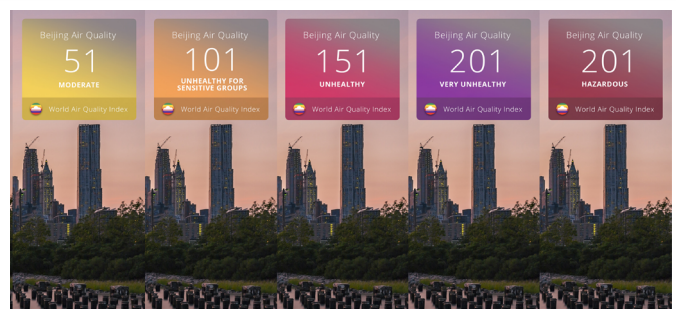 Beijing Air Quality
51
MODERATE
World Air Quality Index
Beijing Air Quality
101
UNHEALTHY FOR
SENSITIVE GROUPS
World Air Quality Index
Beijing Air Quality
151
UNHEALTHY
World Air Quality Index
Beijing Air Quality
201
VERY UNHEALTHY
World Air Quality Index
Beijing Air Quality
201
HAZARDOUS
World Air Quality Index